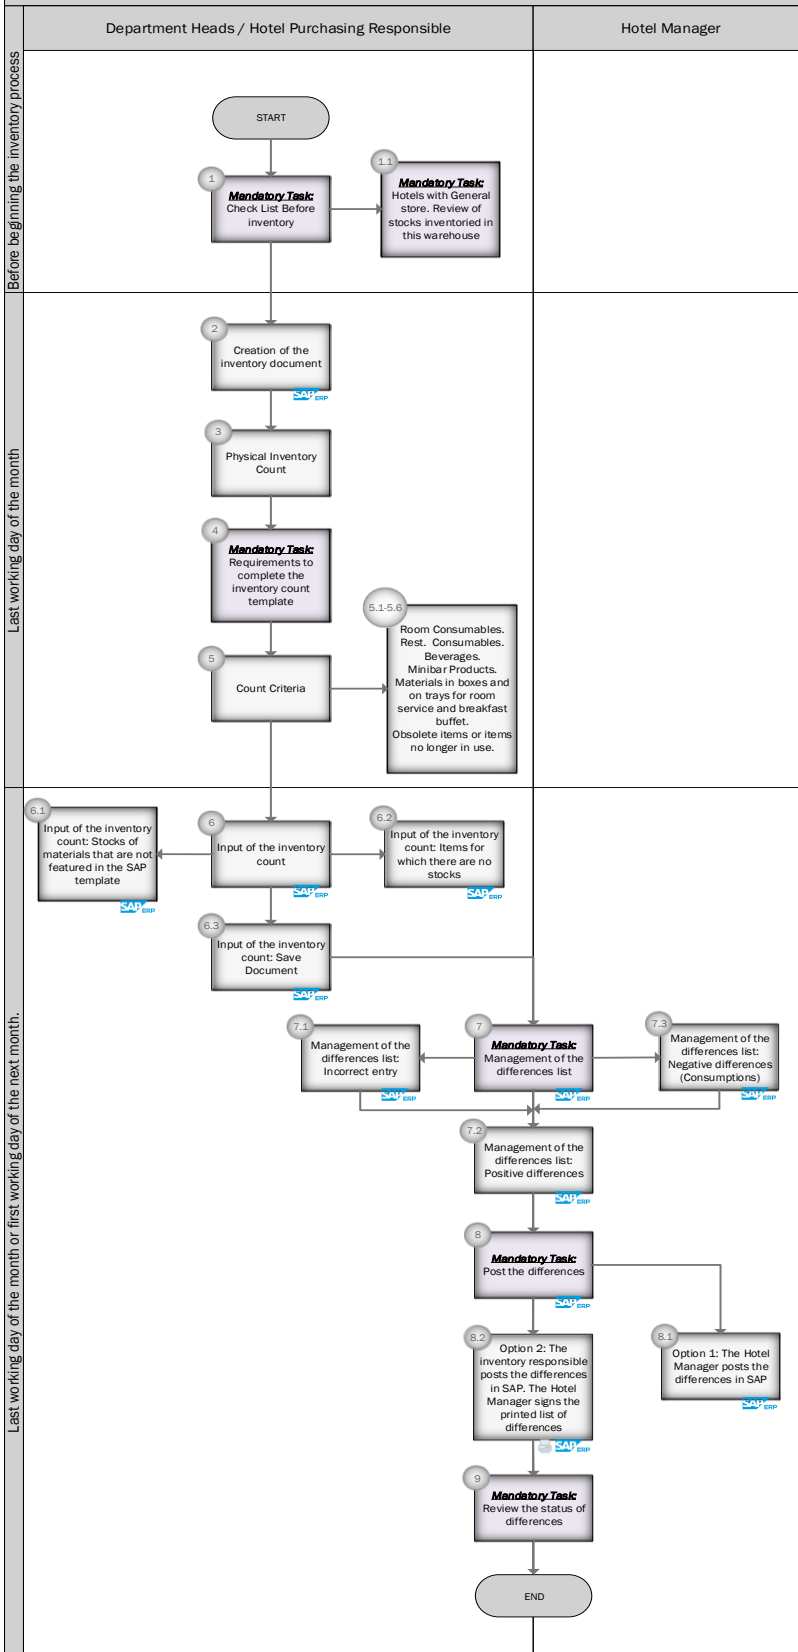 Department Heads / Hotel Purchasing Responsible
Hotel Manager
Before beginning the inventory process
START
1
Mandatory Task:
Check List Before
inventory
1.1
Mandatory Task:
Hotels with General
store. Review of
stocks inventoried in
this warehouse
Last working day of the month
2
Creation of the
inventory document
SAP ERP
3
Physical Inventory
Count
4
Mandatory Task:
Requirements to
complete the
inventory count
template
5
Count Criteria
5.1-5.6
Room Consumables.
Rest. Consumables.
Beverages.
Minibar Products.
Materials in boxes and
on trays for room
service and breakfast
buffet.
Obsolete items or items
no longer in use.
Last working day of the month or first working day of the next month.
6.1
Input of the inventory
count: Stocks of
materials that are not
featured in the SAP
template
SAP ERP
6
Input of the inventory
count
SAP ERP
6.2
Input of the inventory
count: Items for
which there are no
stocks
SAP ERP
6.3
Input of the inventory
count: Save
Document
SAP ERP
7.1
Management of the
differences list:
Incorrect entry
SAP ERP
7
Mandatory Task:
Management of the
differences list
SAP ERP
7.3
Management of the
differences list:
Negative differences
(Consumptions)
SAP ERP
7.2
Management of the
differences list:
Positive differences
SAP ERP
8
Mandatory Task:
Post the differences
SAP ERP
8.2
Option 2: The
inventory responsible
posts the differences
in SAP. The Hotel
Manager signs the
printed list of
differences
SAP ERP
8.1
Option 1: The Hotel
Manager posts the
differences in SAP
SAP ERP
9
Mandatory Task:
Review the status of
differences
END